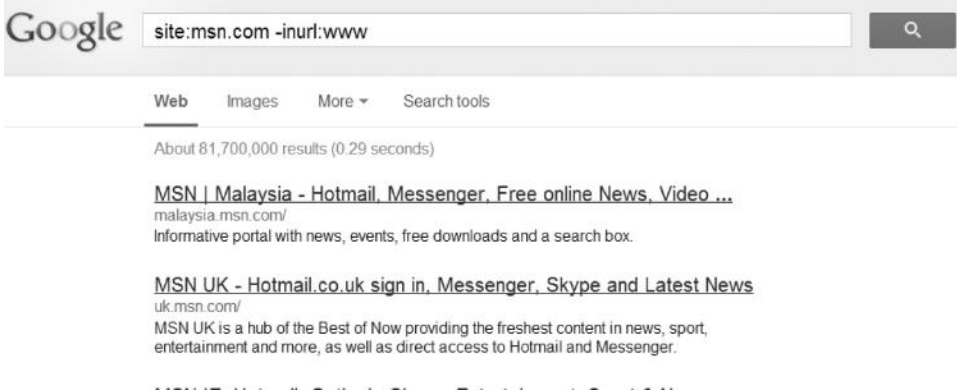 Google site:msn.com -inurl:www
Web Images More Search tools
About 81,700,000 results (0.29 seconds)
MSN | Malaysia - Hotmail, Messenger, Free online News, Video ...
malaysia.msn.com/
Informative portal with news, events, free downloads and a search box.
MSN UK - Hotmail.co.uk sign in, Messenger, Skype and Latest News
uk.msn.com/
MSN UK is a hub of the Best of Now providing the freshest content in news, sport,
entertainment and more, as well as direct access to Hotmail and Messenger.